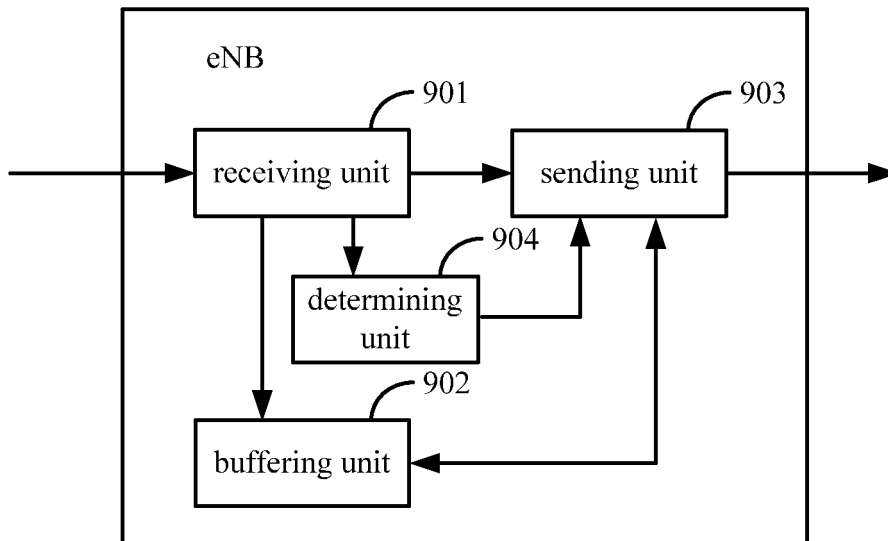 eNB
901
903
receiving unit
sending unit
904
determining
unit
902
buffering unit